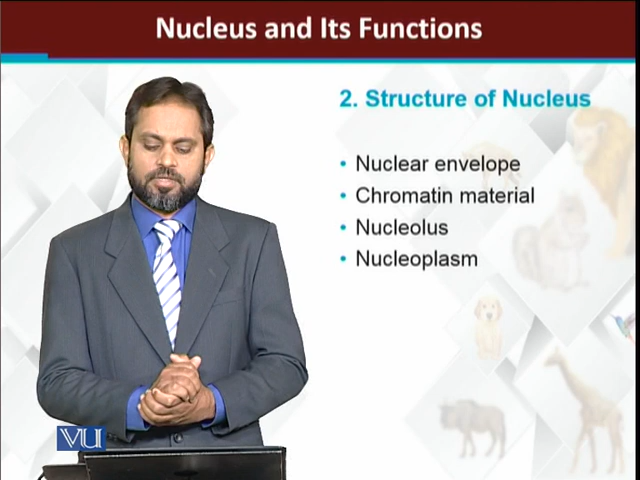 Nucleus and Its Functions
2. Structure of Nucleus
• Nuclear envelope
• Chromatin material
• Nucleolus
• Nucleoplasm
VU